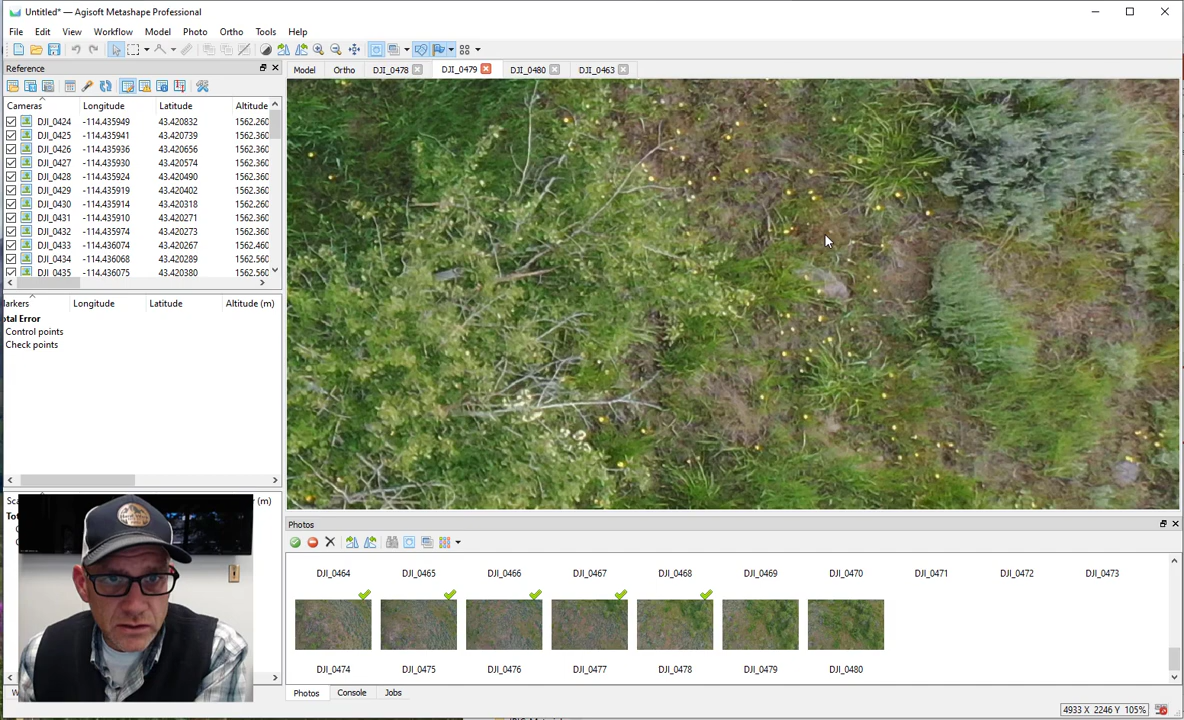 Untitled* — Agisoft Metashape Professional
File Edit View Workflow Model Photo Ortho Tools Help
Reference
Model Ortho DJI_0478 DJI_0479 DJI_0480 DJI_0463
Cameras Longitude Latitude Altitude
DJI_0424 -114.435949 43.420832 1562.260
DJI_0425 -114.435941 43.420739 1562.360
DJI_0426 -114.435936 43.420656 1562.360
DJI_0427 -114.435930 43.420574 1562.360
DJI_0428 -114.435924 43.420490 1562.360
DJI_0429 -114.435919 43.420402 1562.360
DJI_0430 -114.435914 43.420318 1562.360
DJI_0431 -114.435910 43.420271 1562.360
DJI_0432 -114.435974 43.420273 1562.360
DJI_0433 -114.436074 43.420267 1562.460
DJI_0434 -114.436068 43.420289 1562.560
DJI_0435 -114.436075 43.420380 1562.560
larkers Longitude Latitude Altitude (m)
otal Error
Control points
Check points
(m)
Photos
DJI_0464 DJI_0465 DJI_0466 DJI_0467 DJI_0468 DJI_0469 DJI_0470 DJI_0471 DJI_0472 DJI_0473
DJI_0474 DJI_0475 DJI_0476 DJI_0477 DJI_0478 DJI_0479 DJI_0480
Photos Console Jobs
4933 X 2246 Y 105%